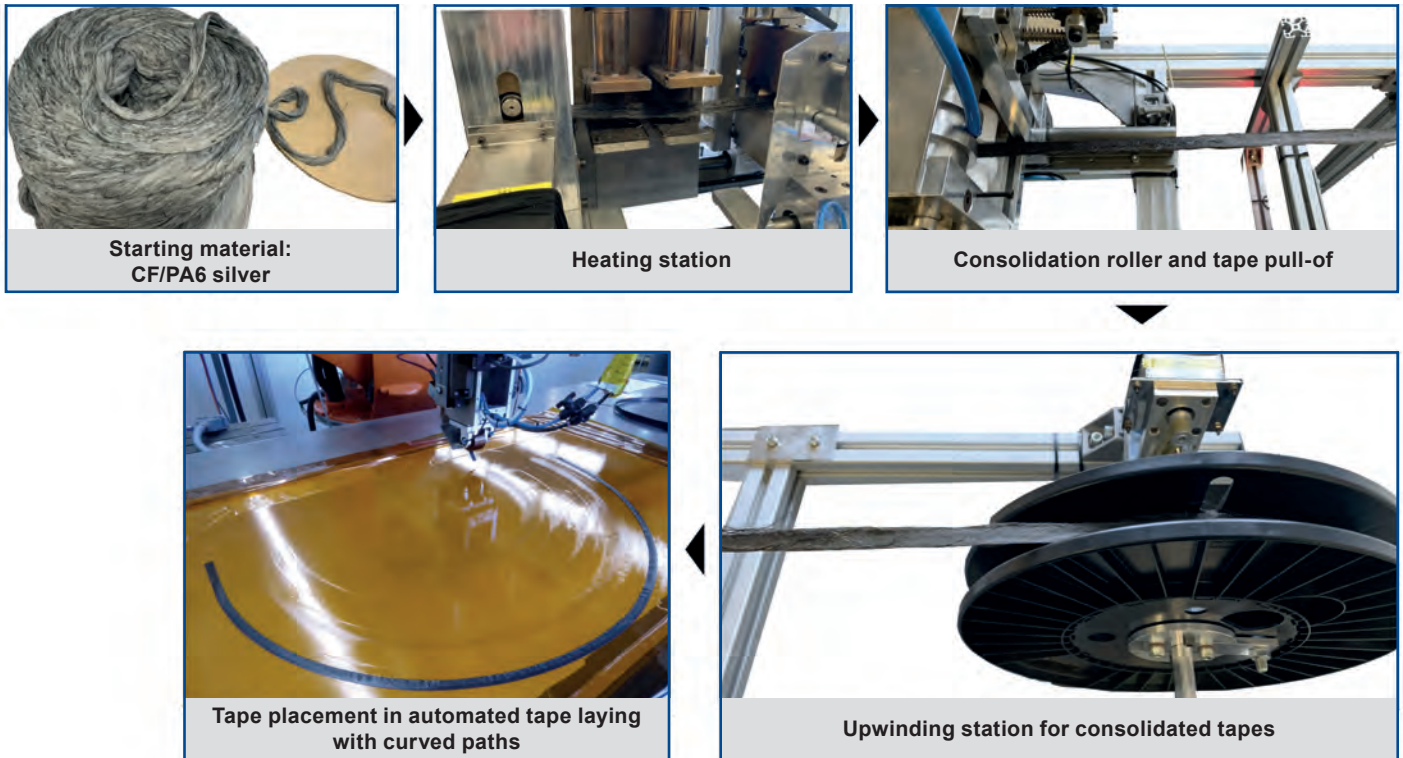 Starting material:
CF/PA6 silver
Heating station
Consolidation roller and tape pull-of
Tape placement in automated tape laying
with curved paths
Upwinding station for consolidated tapes